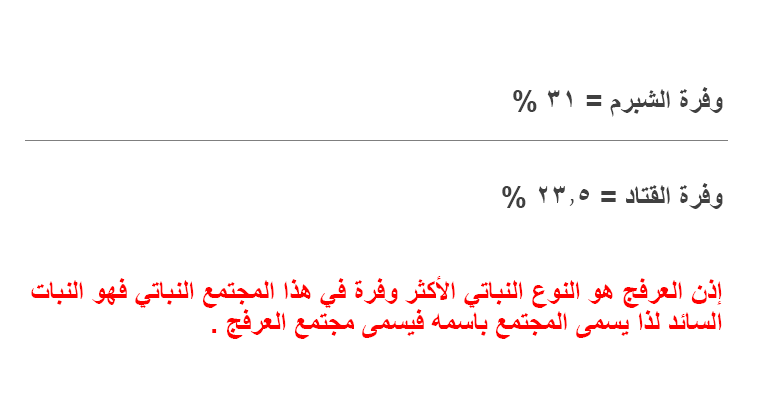 وفرة الشبرم = ٣١ %
وفرة القتاد = ٢٣,٥ %
إذن العرفج هو النوع النباتي الأكثر وفرة في هذا المجتمع النباتي فهو النبات
السائد لذا يسمى المجتمع باسمه فيسمى مجتمع العرفج .